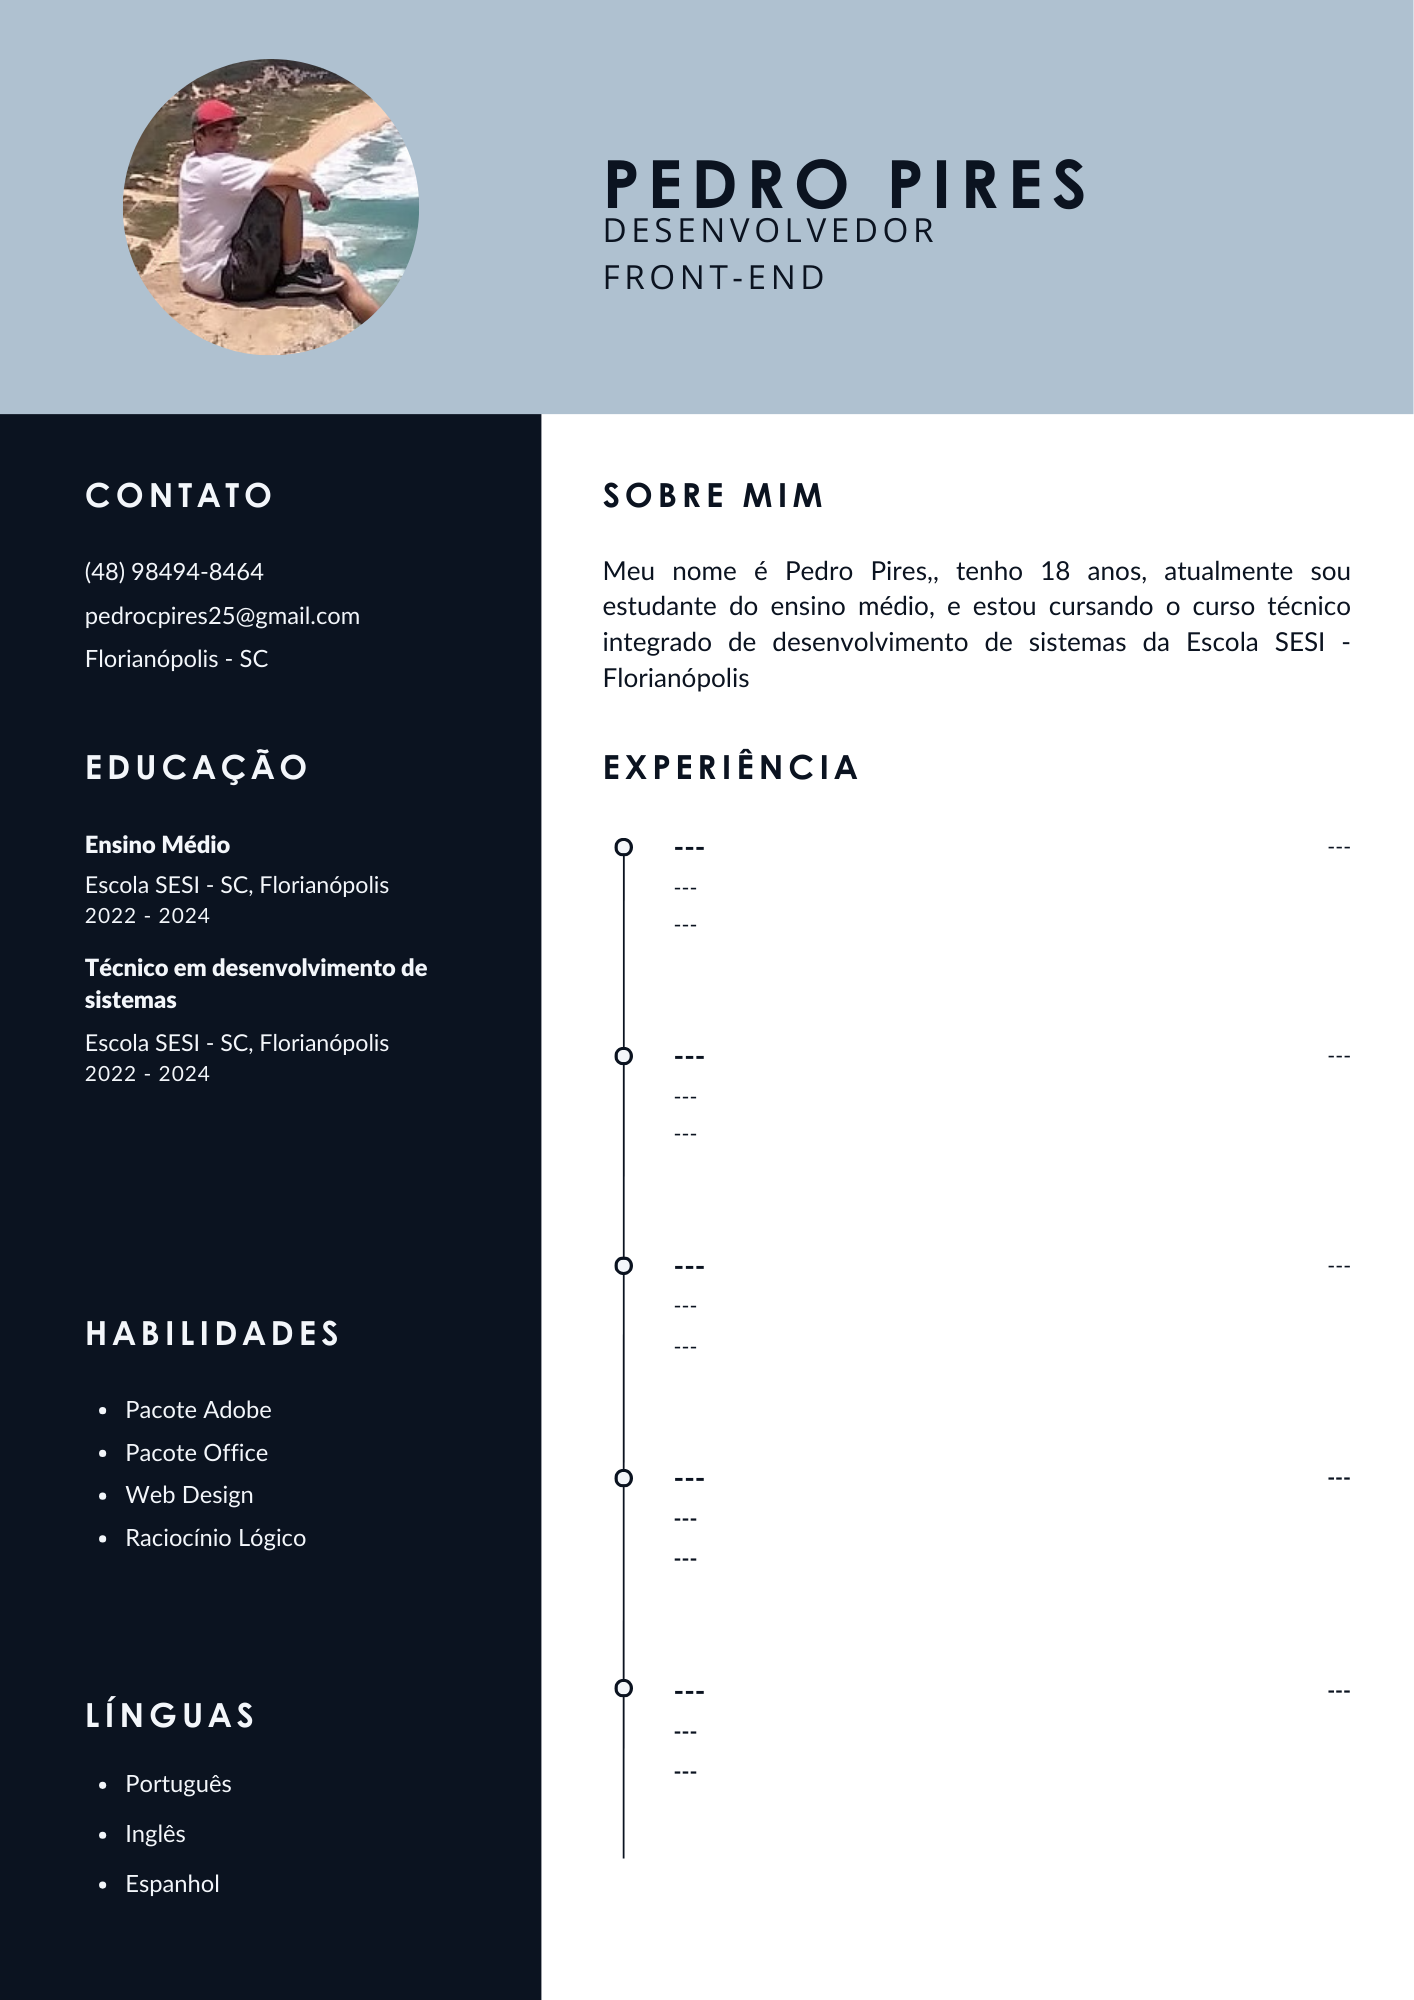 PEDRO PIRES
DESENVOLVEDOR
FRONT-END
CONTATO
(48) 98494-8464
pedrocpires25@gmail.com
Florianópolis - SC
EDUCAÇÃO
Ensino Médio
Escola SESI - SC, Florianópolis
2022 - 2024
Técnico em desenvolvimento de
sistemas
Escola SESI - SC, Florianópolis
2022 - 2024
HABILIDADES
• Pacote Adobe
• Pacote Office
• Web Design
• Raciocínio Lógico
LÍNGUAS
• Português
• Inglês
• Espanhol
SOBRE MIM
Meu nome é Pedro Pires,, tenho 18 anos, atualmente sou
estudante do ensino médio, e estou cursando o curso técnico
integrado de desenvolvimento de sistemas da Escola SESI -
Florianópolis
EXPERIÊNCIA
--- ---
---
---
--- ---
---
---
--- ---
---
---
--- ---
---
---
--- ---
---
---